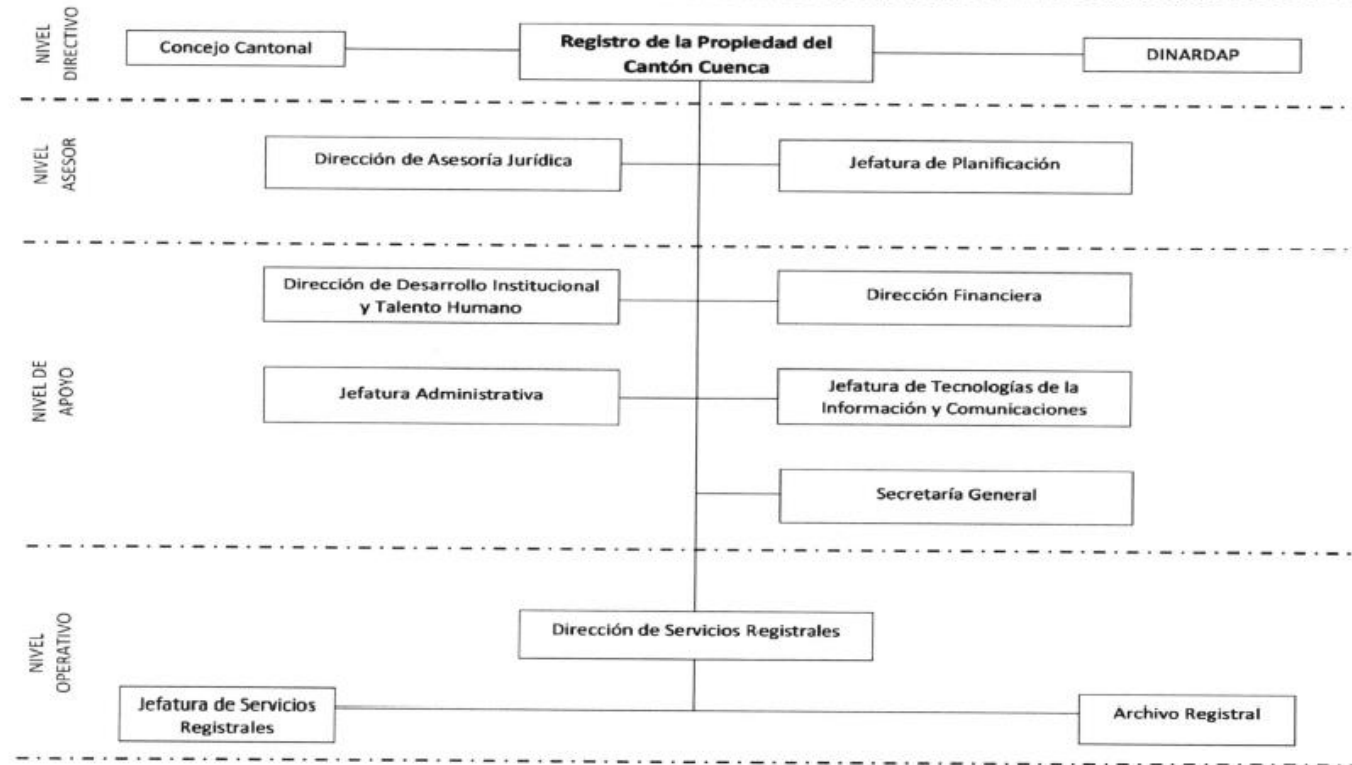 NIVEL
DIRECTIVO
Concejo Cantonal
Registro de la Propiedad del
Cantón Cuenca
DINARDAP
NIVEL
ASESOR
Dirección de Asesoría Jurídica
Jefatura de Planificación
NIVEL DE
APOYO
Dirección de Desarrollo Institucional
y Talento Humano
Dirección Financiera
Jefatura Administrativa
Jefatura de Tecnologías de la
Información y Comunicaciones
Secretaría General
NIVEL
OPERATIVO
Dirección de Servicios Registrales
Jefatura de Servicios
Registrales
Archivo Registral